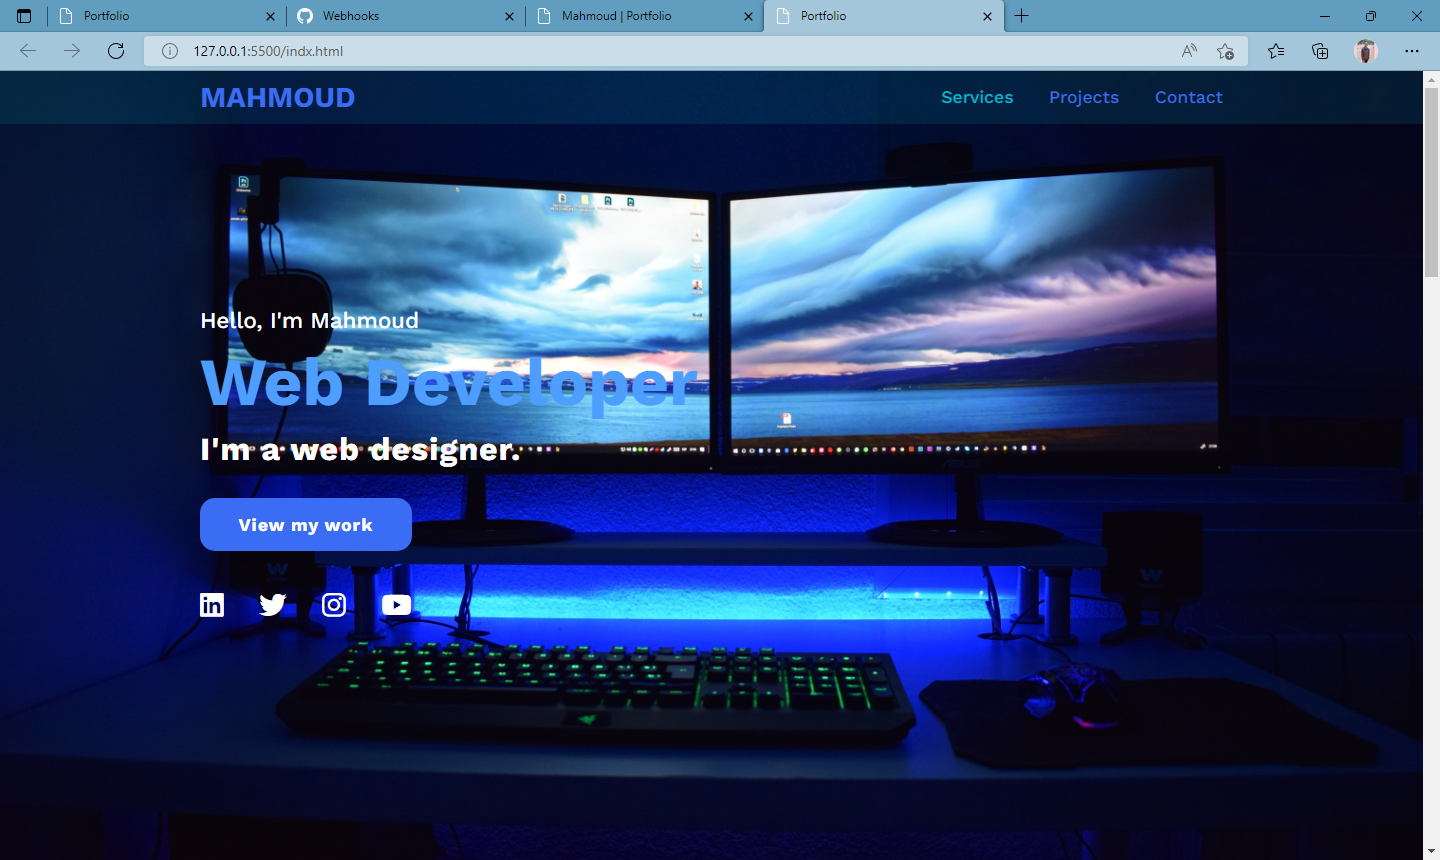 Portfolio
Webhooks
Mahmoud | Portfolio
Portfolio
127.0.0.1:5500/indx.html
MAHMOUD
Services
Projects
Contact
Hello, I'm Mahmoud
Web Developer
I'm a web designer.
View my work